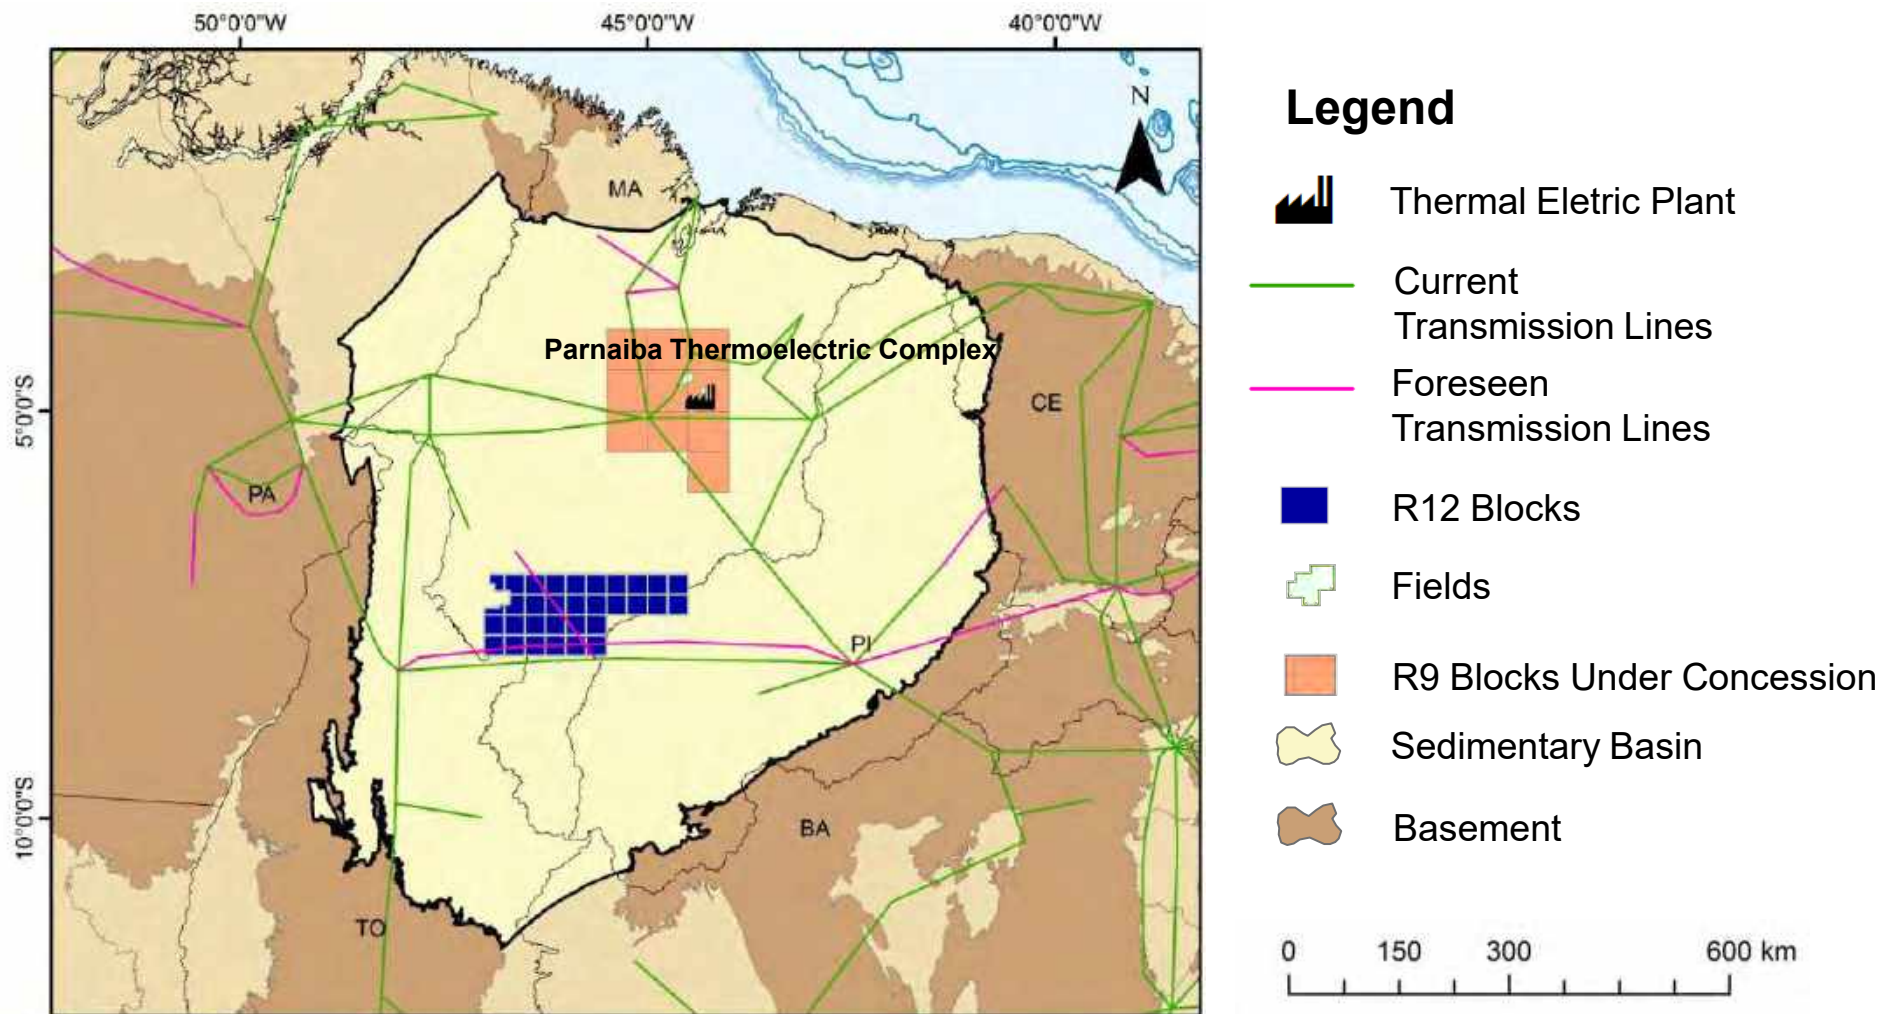 50°0'0"W
45°0'0"W
40°0'0"W
N
MA
Parnaiba Thermoelectric Complex
5°0'0"S
CE
PA
PI
10°0'0"S
BA
TO
Legend
Thermal Eletric Plant
Current
Transmission Lines
Foreseen
Transmission Lines
R12 Blocks
Fields
R9 Blocks Under Concession
Sedimentary Basin
Basement
0 150 300 600 km